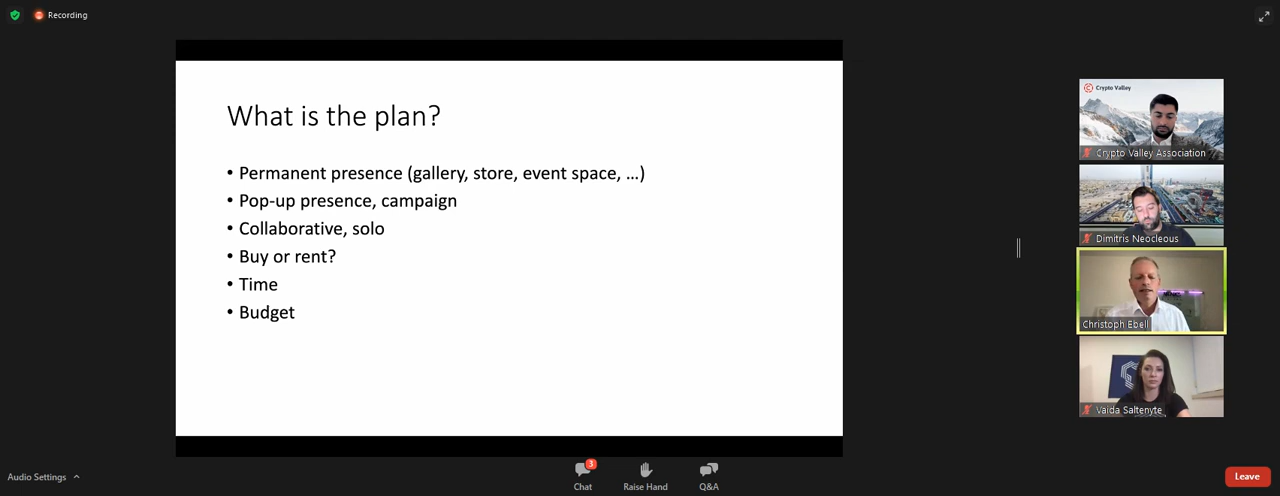 Recording
What is the plan?
• Permanent presence (gallery, store, event space, ...)
• Pop-up presence, campaign
• Collaborative, solo
• Buy or rent?
• Time
• Budget
Crypto Valley
Crypto Valley Association
Dimitris Neocleous
Christoph Ebell
Vaida Saltenyte
Audio Settings
3
Chat
Raise Hand
Q&A
Leave